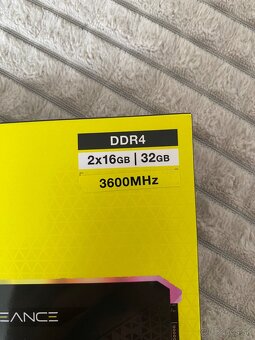 DDR4
2x16GB | 32GB
3600MHz
EANCE